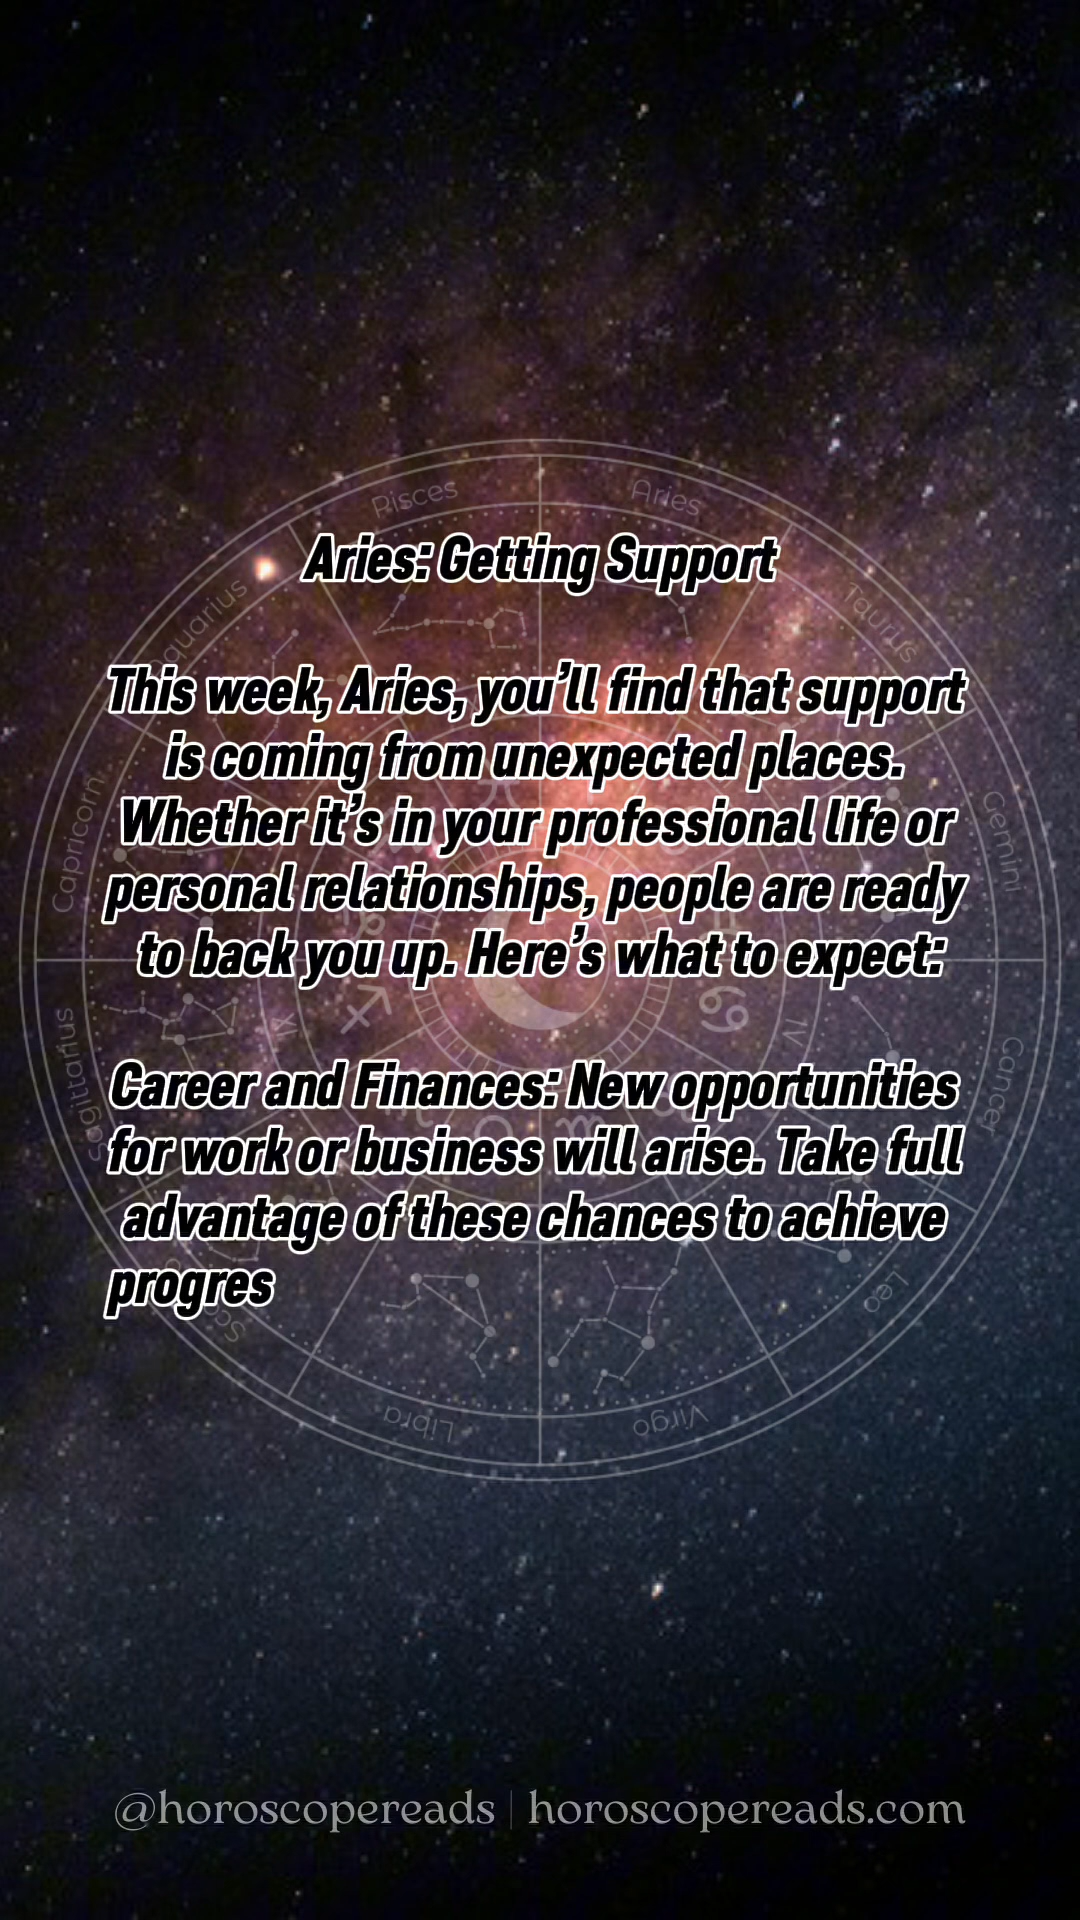 Pisces
Aries
Aries: Getting Support
Aquarius
Taurus
This week, Aries, you’ll find that support
is coming from unexpected places.
Whether it’s in your professional life or
personal relationships, people are ready
to back you up. Here’s what to expect:
Capricorn
Gemini
Sagittarius
IV
Cancer
Career and Finances: New opportunities
for work or business will arise. Take full
advantage of these chances to achieve
progres
Leo
Libra
Virgo
@horoscopereads | horoscopereads.com